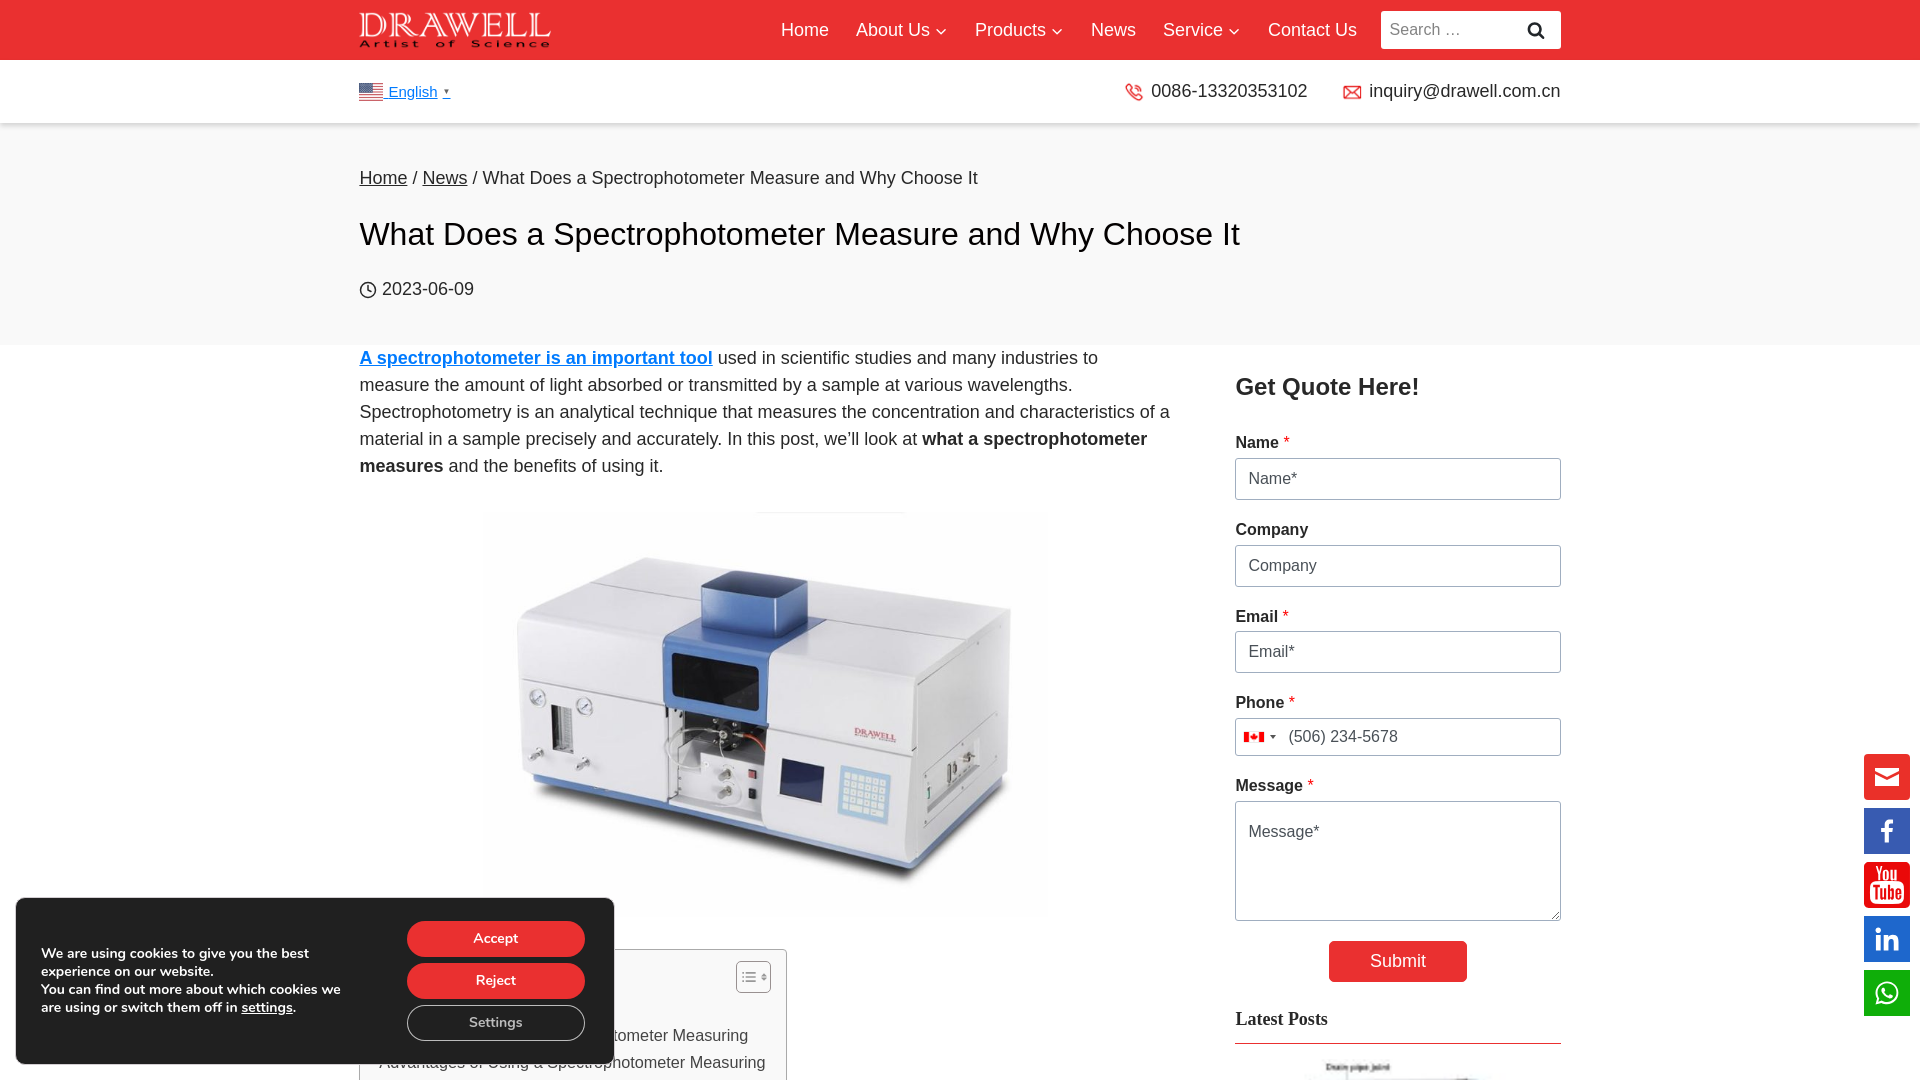 DRAWELL
Artist of Science
Home
About Us
Products
News
Service
Contact Us
Search …
English ▼
0086-13320353102
inquiry@drawell.com.cn
Home / News / What Does a Spectrophotometer Measure and Why Choose It
What Does a Spectrophotometer Measure and Why Choose It
2023-06-09
A spectrophotometer is an important tool used in scientific studies and many industries to
measure the amount of light absorbed or transmitted by a sample at various wavelengths.
Spectrophotometry is an analytical technique that measures the concentration and characteristics of a
material in a sample precisely and accurately. In this post, we’ll look at what a spectrophotometer
measures and the benefits of using it.
DRAWELL
Get Quote Here!
Name *
Name*
Company
Company
Email *
Email*
Phone *
(506) 234-5678
Message *
Message*
Submit
Latest Posts
Drain pipe joint
You
Tube
in
We are using cookies to give you the best
experience on our website.
You can find out more about which cookies we
are using or switch them off in settings.
Accept
Reject
Settings
tometer Measuring
Advantages of Using a Spectrophotometer Measuring